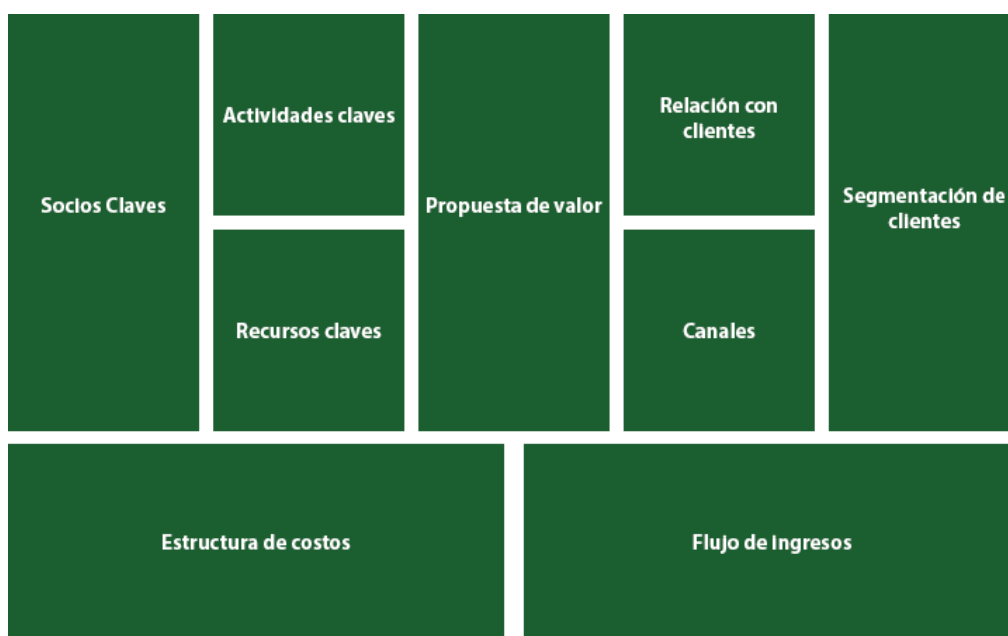 Socios Claves
Actividades claves
Recursos claves
Propuesta de valor
Relación con
clientes
Canales
Segmentación de
clientes
Estructura de costos
Flujo de ingresos